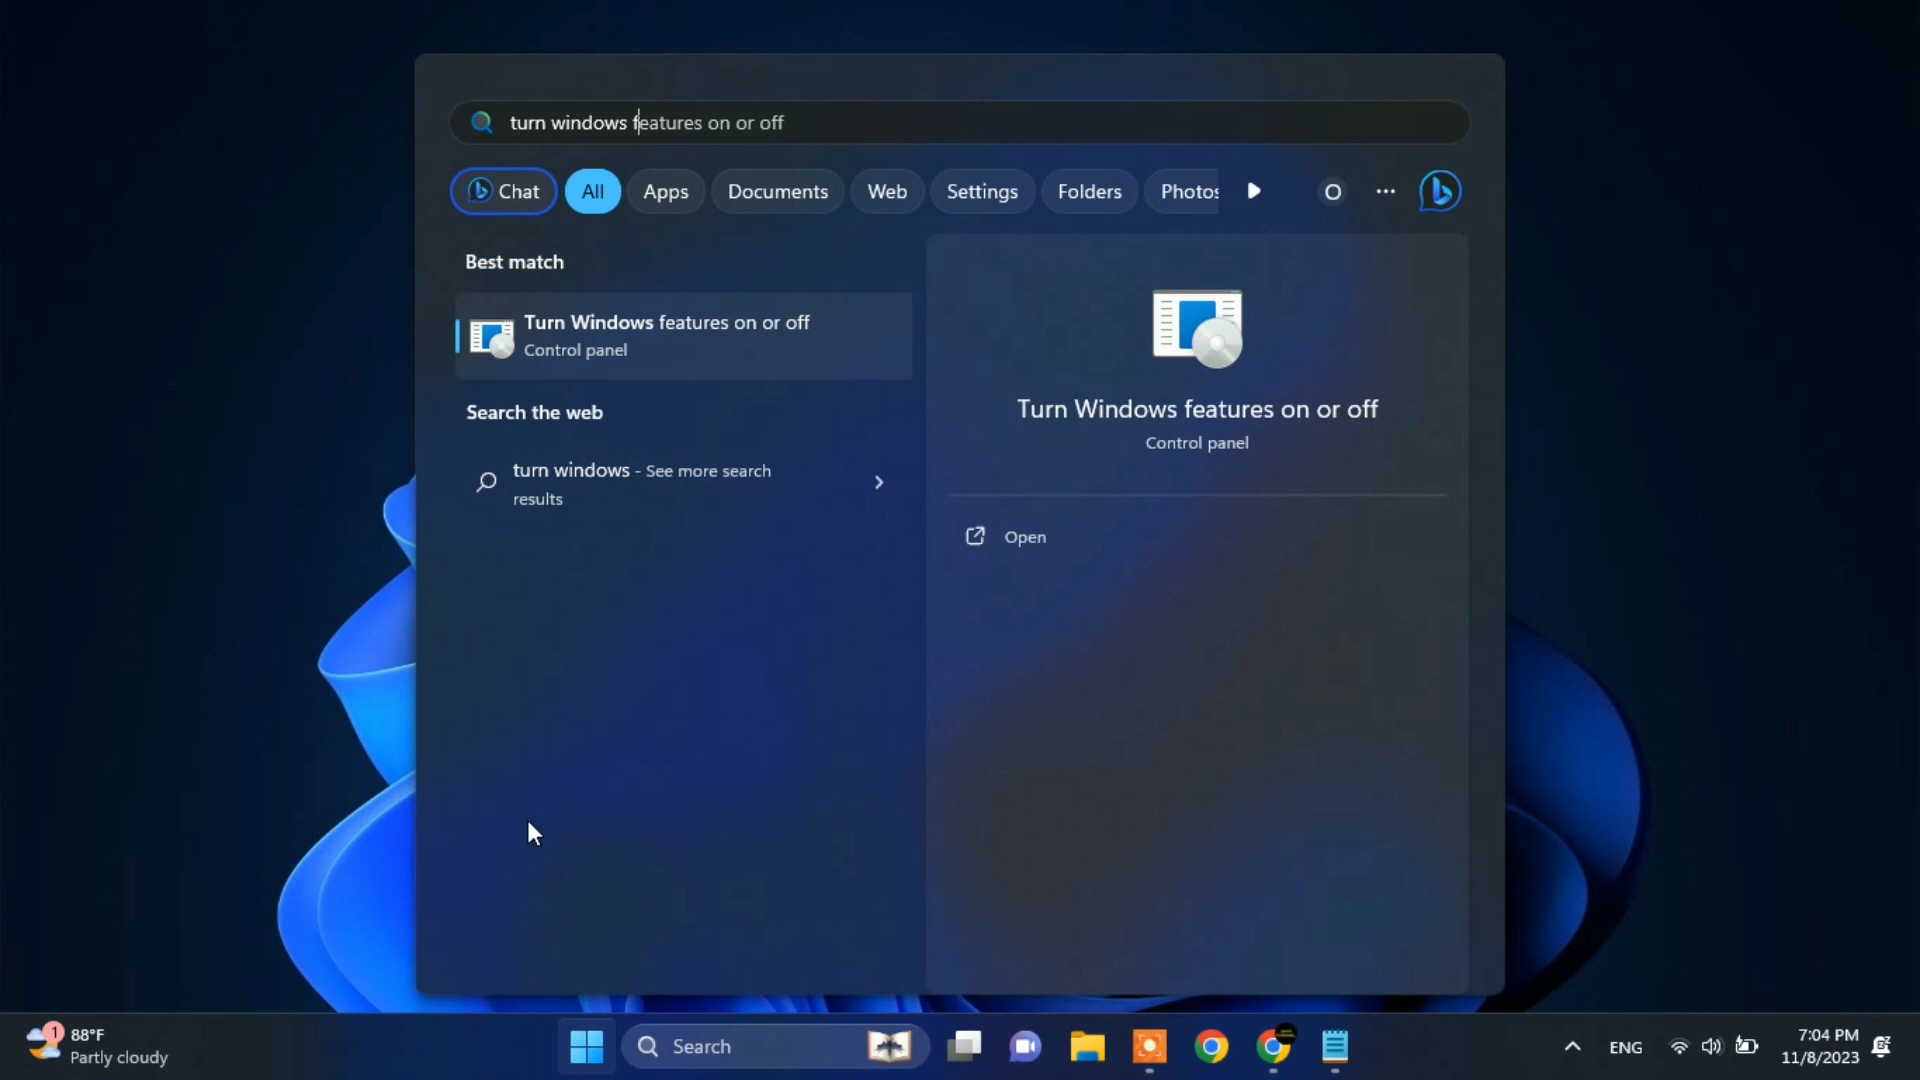 turn windows features on or off
Chat
All
Apps
Documents
Web
Settings
Folders
Photos
O
Best match
Turn Windows features on or off
Control panel
Search the web
turn windows - See more search
results
Turn Windows features on or off
Control panel
Open
1
88°F
Partly cloudy
Search
ENG
7:04 PM
11/8/2023